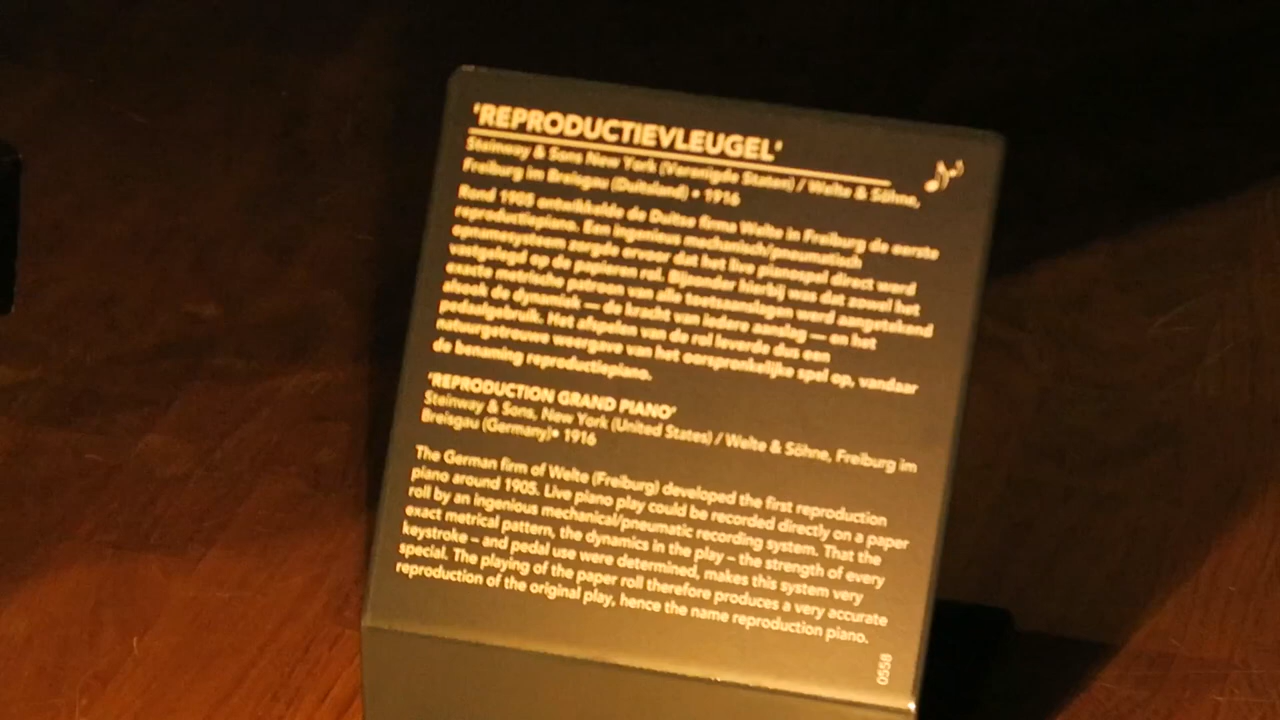 'REPRODUCTIEVLEUGEL'
Steinway & Sons New York (Verenigde Staten) / Welte & Söhne,
Freiburg im Breisgau (Duitsland) • 1916
Rond 1905 ontwikkelde de Duitse firma Welte in Freiburg de eerste
reproductiepiano. Een ingenieus mechanisch/pneumatisch
opnamesysteem zorgde ervoor dat het live pianospel direct werd
vastgelegd op de papieren rol. Bijzonder hierbij was dat zowel het
exacte metrische patroon van alle toetsaanslagen werd aangetekend
alsook de dynamiek — de kracht van iedere aanslag — en het
pedaalgebruik. Het afspelen van de rol leverde dus een
natuurgetrouwe weergave van het oorspronkelijke spel op, vandaar
de benaming reproductiepiano.
'REPRODUCTION GRAND PIANO'
Steinway & Sons, New York (United States) / Welte & Söhne, Freiburg im
Breisgau (Germany)• 1916
The German firm of Welte (Freiburg) developed the first reproduction
piano around 1905. Live piano play could be recorded directly on a paper
roll by an ingenious mechanical/pneumatic recording system. That the
exact metrical pattern, the dynamics in the play – the strength of every
keystroke – and pedal use were determined, makes this system very
special. The playing of the paper roll therefore produces a very accurate
reproduction of the original play, hence the name reproduction piano.
0558